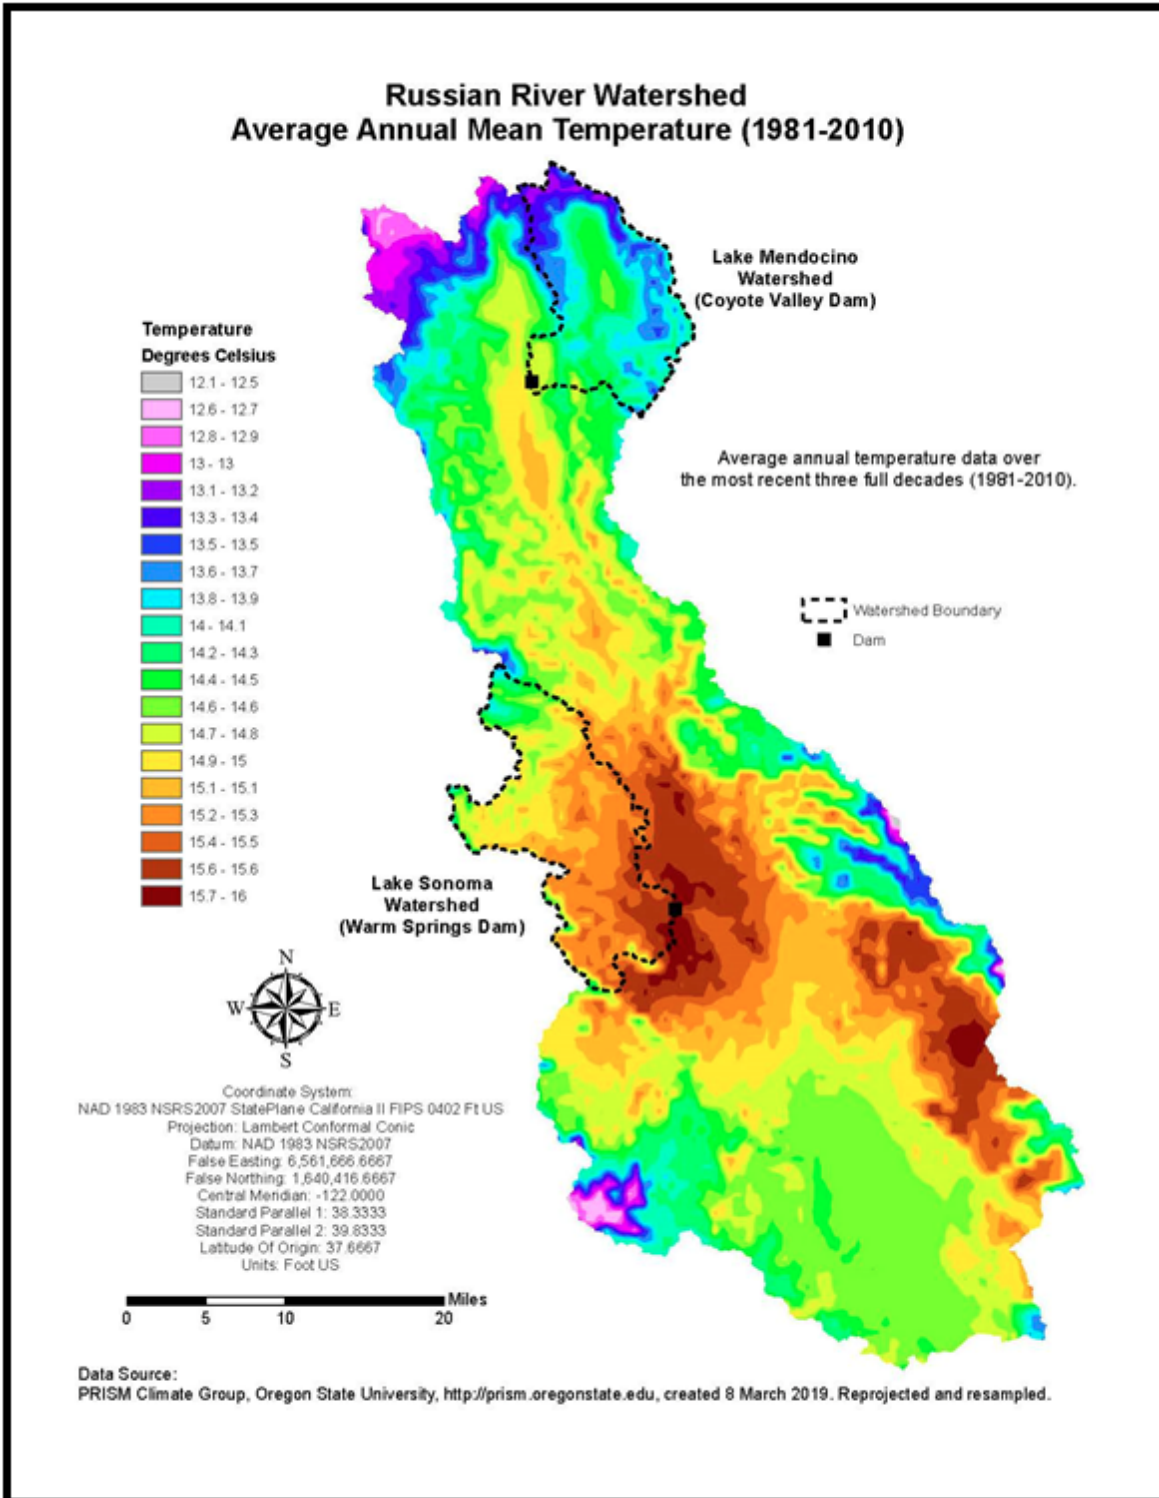 Russian River Watershed
Average Annual Mean Temperature (1981-2010)
Lake Mendocino
Watershed
(Coyote Valley Dam)
Temperature
Degrees Celsius
12.1 - 12.5
12.6 - 12.7
12.8 - 12.9
13 - 13
13.1 - 13.2
13.3 - 13.4
13.5 - 13.5
13.6 - 13.7
13.8 - 13.9
14 - 14.1
14.2 - 14.3
14.4 - 14.5
14.6 - 14.6
14.7 - 14.8
14.9 - 15
15.1 - 15.1
15.2 - 15.3
15.4 - 15.5
15.6 - 15.6
15.7 - 16
Average annual temperature data over
the most recent three full decades (1981-2010).
Watershed Boundary
Dam
Lake Sonoma
Watershed
(Warm Springs Dam)
N
W E
S
Coordinate System:
NAD 1983 NSRS2007 StatePlane California II FIPS 0402 Ft US
Projection: Lambert Conformal Conic
Datum: NAD 1983 NSRS2007
False Easting: 6,561,666.6667
False Northing: 1,640,416.6667
Central Meridian: -122.0000
Standard Parallel 1: 38.3333
Standard Parallel 2: 39.8333
Latitude Of Origin: 37.6667
Units: Foot US
Miles
0 5 10 20
Data Source:
PRISM Climate Group, Oregon State University, http://prism.oregonstate.edu, created 8 March 2019. Reprojected and resampled.